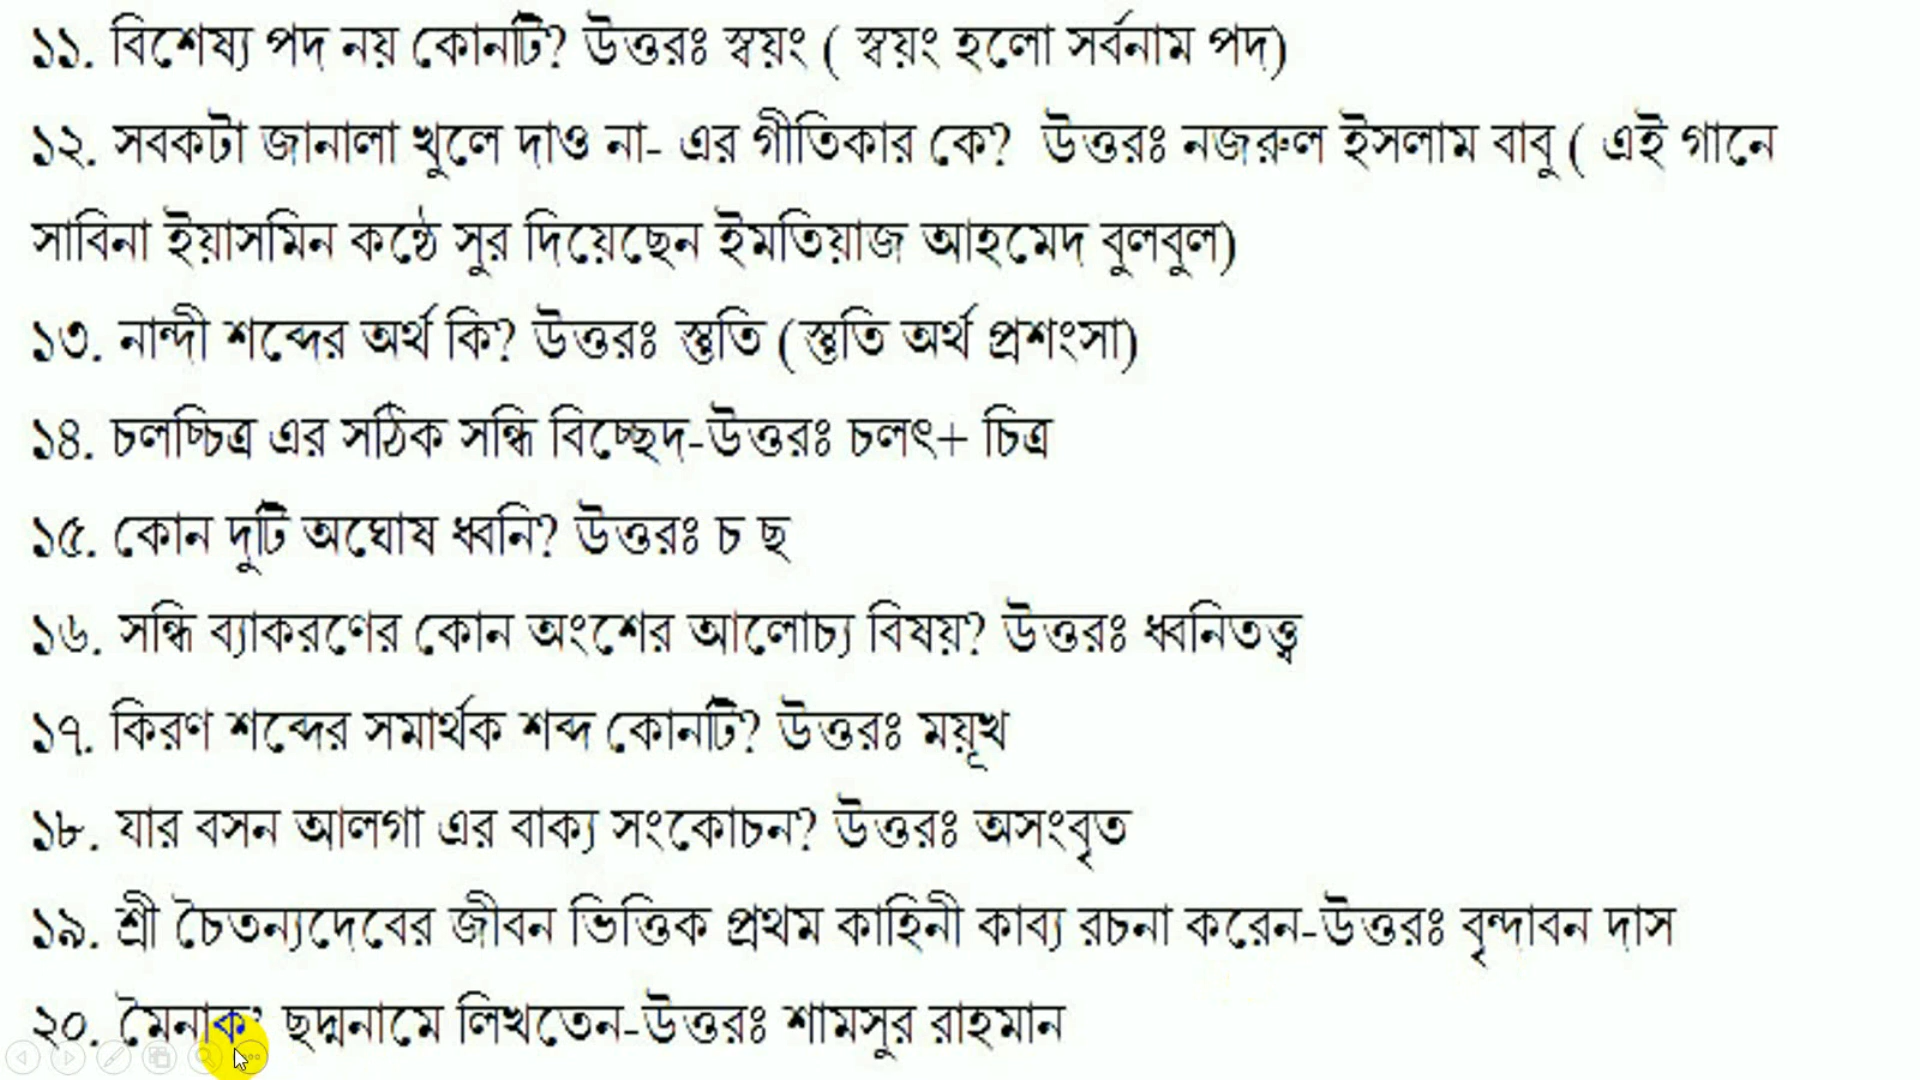 ১১. বিশেষ্য পদ নয় কোনটি? উত্তরঃ স্বয়ং ( স্বয়ং হলো সর্বনাম পদ)
১২. সবকটা জানালা খুলে দাও না- এর গীতিকার কে? উত্তরঃ নজরুল ইসলাম বাবু ( এই গানে
সাবিনা ইয়াসমিন কন্ঠে সুর দিয়েছেন ইমতিয়াজ আহমেদ বুলবুল)
১৩. নান্দী শব্দের অর্থ কি? উত্তরঃ স্তুতি (স্তুতি অর্থ প্রশংসা)
১৪. চলচ্চিত্র এর সঠিক সন্ধি বিচ্ছেদ-উত্তরঃ চলৎ+ চিত্র
১৫. কোন দুটি অঘোষ ধ্বনি? উত্তরঃ চ ছ
১৬. সন্ধি ব্যাকরণের কোন অংশের আলোচ্য বিষয়? উত্তরঃ ধ্বনিতত্ত্ব
১৭. কিরণ শব্দের সমার্থক শব্দ কোনটি? উত্তরঃ ময়ূখ
১৮. যার বসন আলগা এর বাক্য সংকোচন? উত্তরঃ অসংবৃত
১৯. শ্রী চৈতন্যদেবের জীবন ভিত্তিক প্রথম কাহিনী কাব্য রচনা করেন-উত্তরঃ বৃন্দাবন দাস
২০. মৈনাক' ছদ্মনামে লিখতেন-উত্তরঃ শামসুর রাহমান